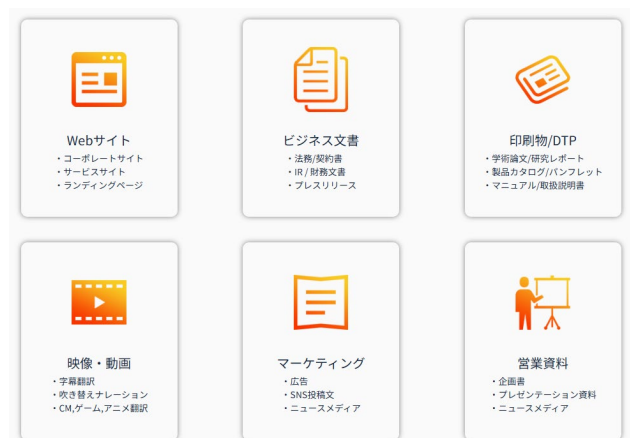 Webサイト
・コーポレートサイト
・サービスサイト
・ランディングページ
ビジネス文書
・法務/契約書
・IR / 財務文書
・プレスリリース
印刷物/DTP
・学術論文/研究レポート
・製品カタログ/パンフレット
・マニュアル/取扱説明書
映像・動画
・字幕翻訳
・吹き替えナレーション
・CM,ゲーム,アニメ翻訳
マーケティング
・広告
・SNS投稿文
・ニュースメディア
営業資料
・企画書
・プレゼンテーション資料
・ニュースメディア